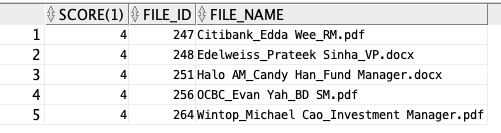 SCORE(1) FILE_ID FILE_NAME
1 4 247 Citibank_Edda Wee_RM.pdf
2 4 248 Edelweiss_Prateek Sinha_VP.docx
3 4 251 Halo AM_Candy Han_Fund Manager.docx
4 4 256 OCBC_Evan Yah_BD SM.pdf
5 4 264 Wintop_Michael Cao_Investment Manager.pdf